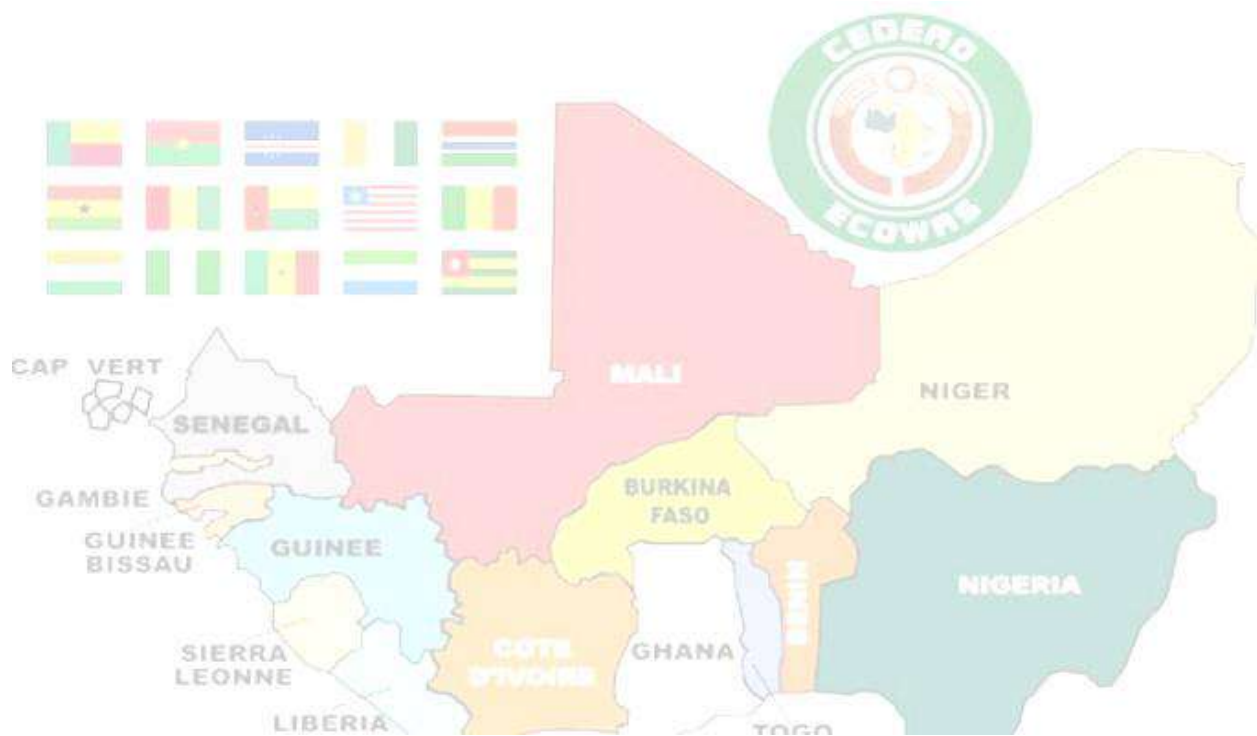 CEDEAO
ECOWAS
CAP VERT
MALI
NIGER
SENEGAL
GAMBIE
BURKINA
FASO
GUINEE
BISSAU
GUINEE
NIGERIA
BENIN
SIERRA
LEONNE
COTE
D'IVOIRE
GHANA
LIBERIA
TOGO